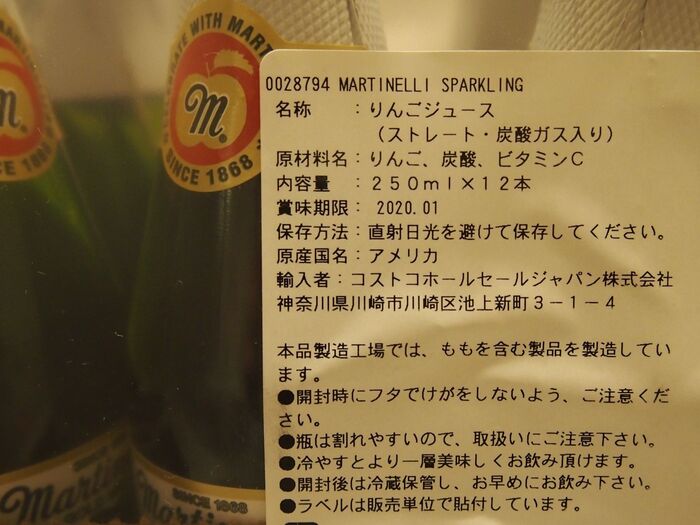 0028794 MARTINELLI SPARKLING
名称　　：りんごジュース
（ストレート・炭酸ガス入り）
原材料名：りんご、炭酸、ビタミンＣ
内容量　：２５０ｍｌ×１２本
賞味期限： 2020.01
保存方法：直射日光を避けて保存してください。
原産国名：アメリカ
輸入者：コストコホールセールジャパン株式会社
神奈川県川崎市川崎区池上新町３－１－４
本品製造工場では、ももを含む製品を製造してい
ます。
●開封時にフタでけがをしないよう、ご注意くだ
さい。
●瓶は割れやすいので、取扱いにご注意下さい。
●冷やすとより一層美味しくお飲み頂けます。
●開封後は冷蔵保管し、お早めにお飲み下さい。
●ラベルは販売単位で貼付しています。
WITH MART
m.
SINCE 1868
m.
SINCE 1868
SINCE 1868